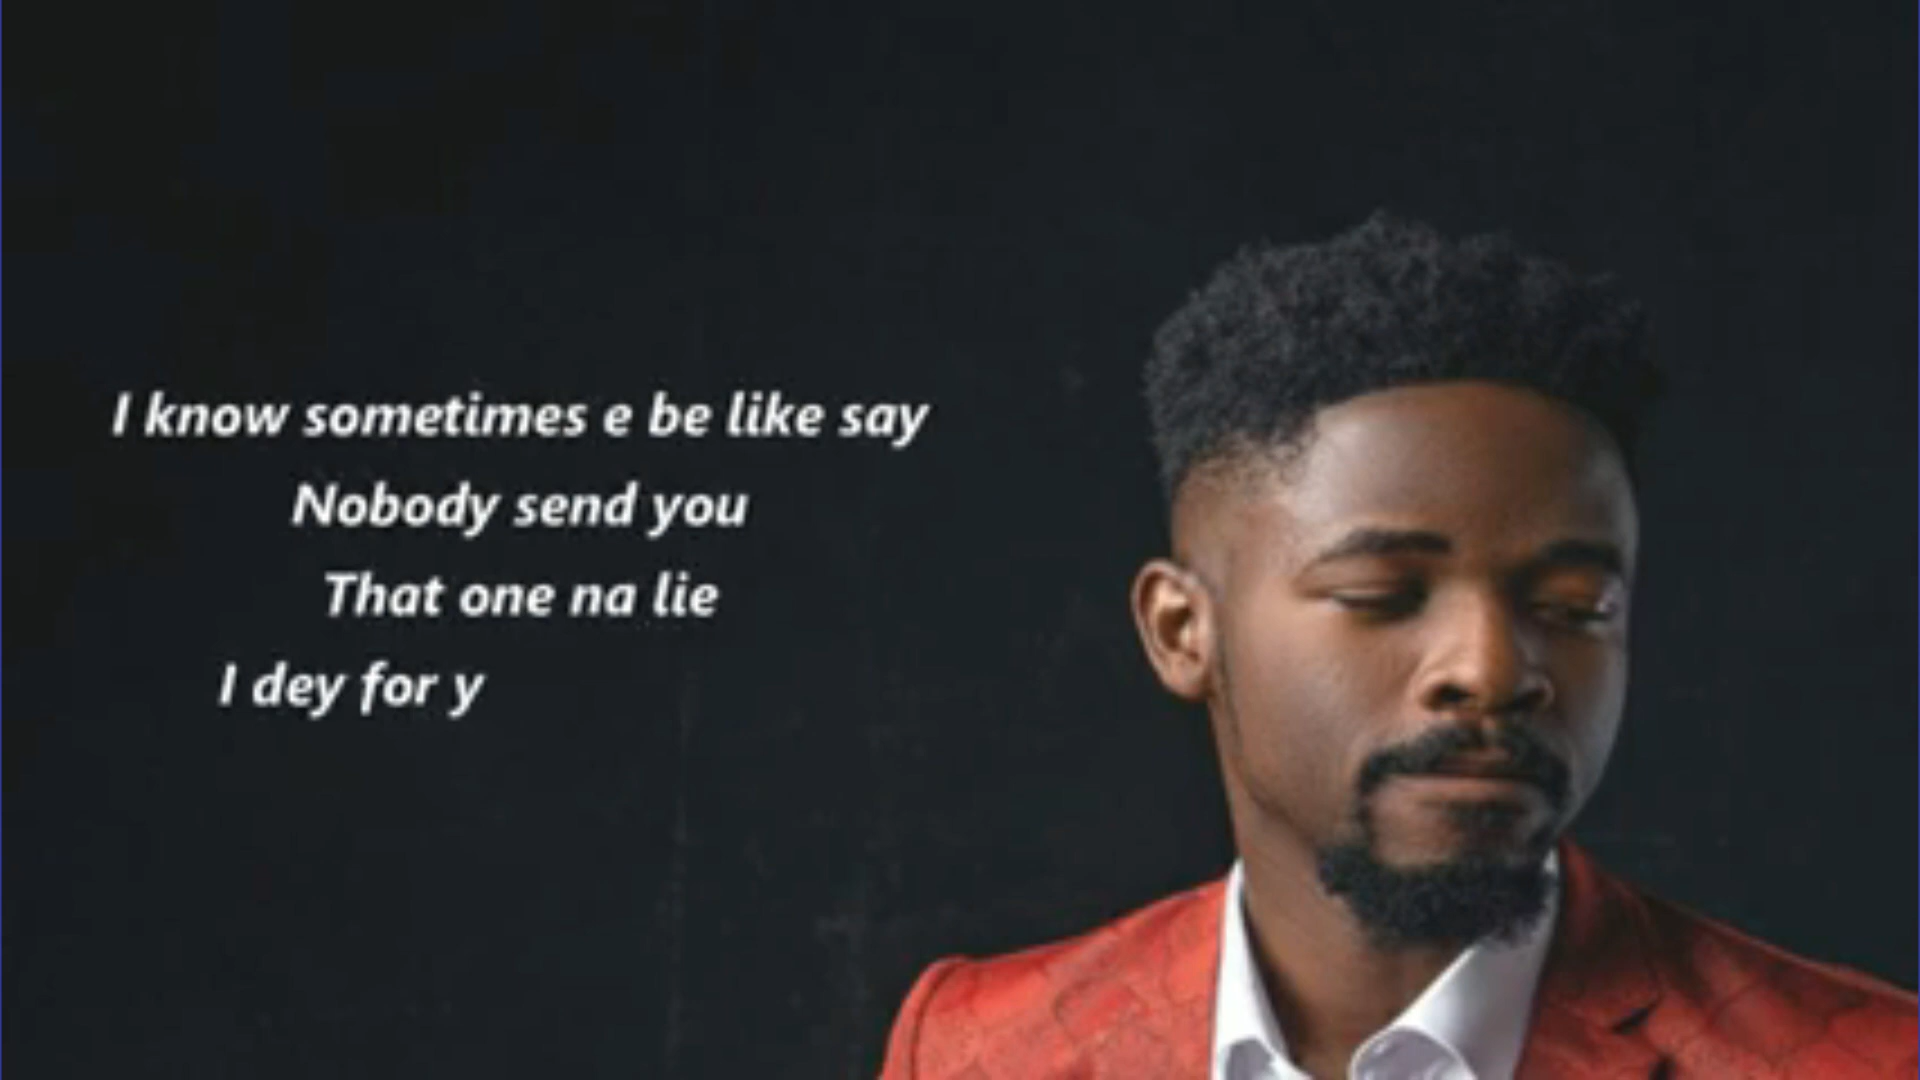 I know sometimes e be like say
Nobody send you
That one na lie
I dey for y